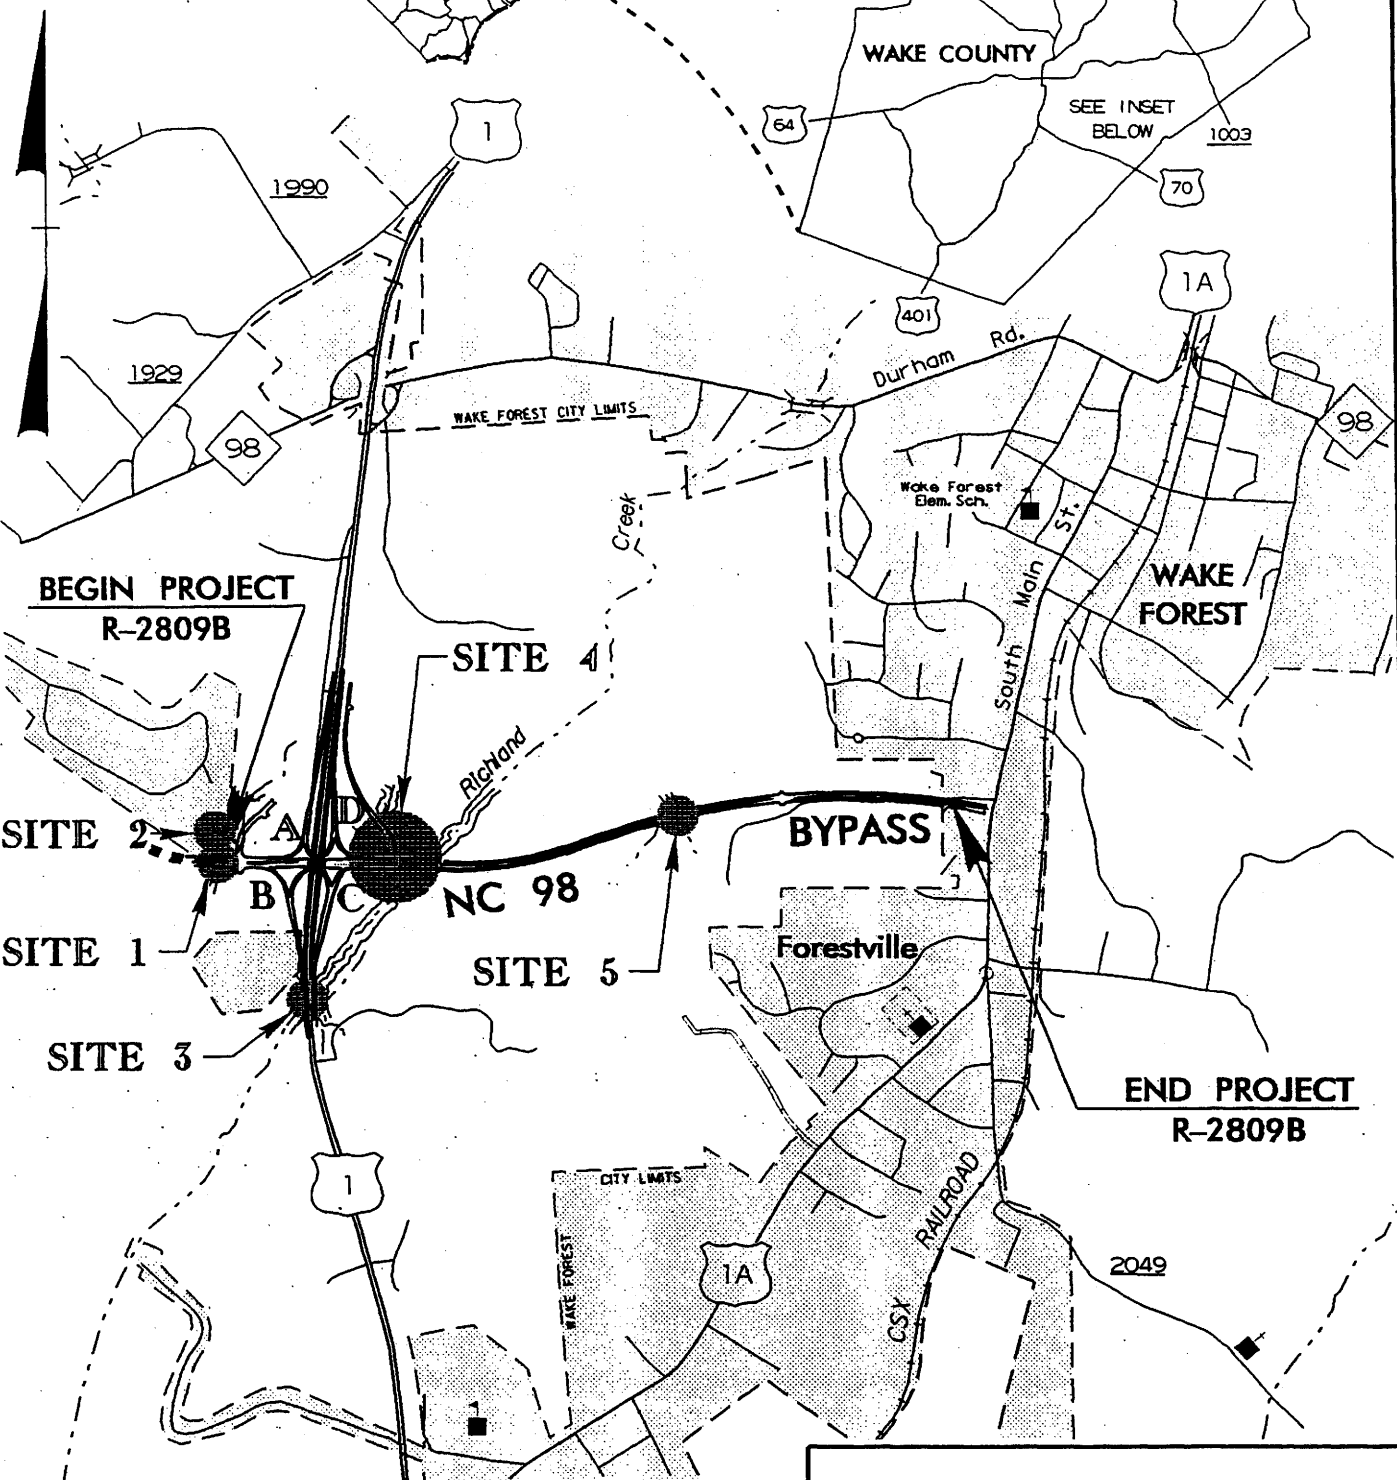 WAKE COUNTY
1
64
SEE INSET
BELOW
1003
1990
70
1A
401
Durham Rd.
1929
WAKE FOREST CITY LIMITS
98
98
Wake Forest
Elem. Sch.
Creek
South Main St.
WAKE
FOREST
BEGIN PROJECT
R-2809B
SITE 4
Richland
SITE 2
A
D
BYPASS
B
C
NC 98
SITE 1
SITE 5
Forestville
SITE 3
END PROJECT
R-2809B
1
CITY LIMITS
WAKE FOREST
CSX RAILROAD
1A
2049